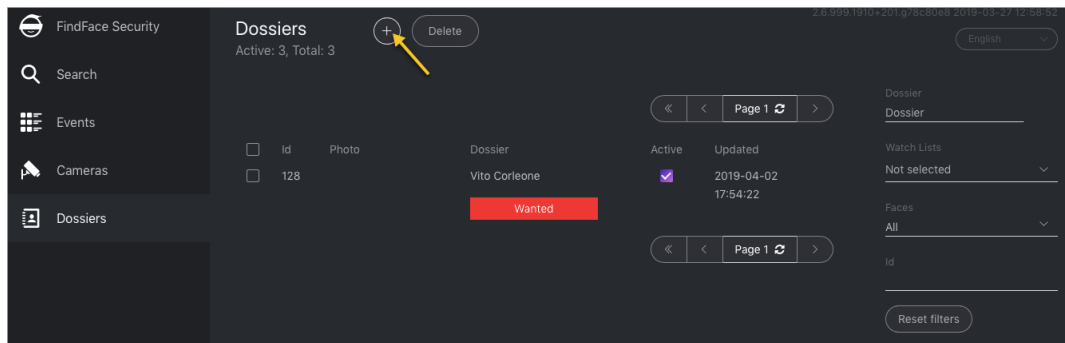 2.6.999.1910+201.g78c80e8 2019-03-27 12:58:52
FindFace Security
Search
Events
Cameras
Dossiers
Dossiers
Active: 3, Total: 3
+
Delete
English
« < Page 1 >
Id Photo Dossier Active Updated
128 Vito Corleone 2019-04-02
17:54:22
Wanted
« < Page 1 >
Dossier
Dossier
Watch Lists
Not selected
Faces
All
Id
Reset filters